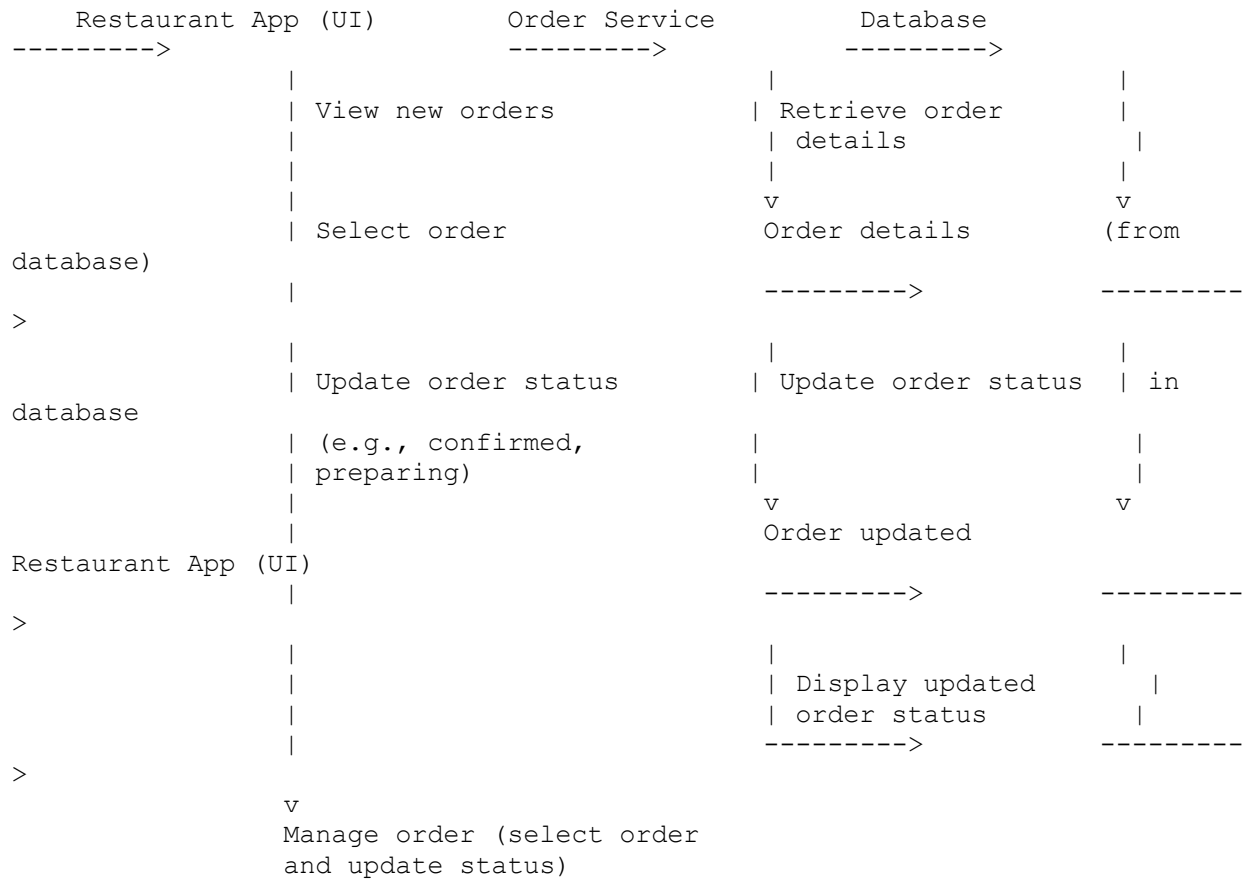 Restaurant App (UI)         Order Service          Database
--------->                       --------->            --------->
                  |                               |                       |
                  | View new orders             | Retrieve order        |
                  |                               | | details               |
                  |                               |                       |
                  |                               v                       v
                  | Select order                 Order details         (from
database)
                  |                               --------->            ---------
>
                  |                               |                       |
                  | Update order status         | Update order status  | in
database
                  | (e.g., confirmed,             |                         |
                  | preparing)                    |                         |
                  |                               v                       v
                  |                              Order updated
Restaurant App (UI)
                  |                               --------->            ---------
>
                  |                               |                       |
                  |                               | | Display updated        |
                  |                               | | order status          |
                  |                               --------->            ---------
>
                  v
                  Manage order (select order
                  and update status)